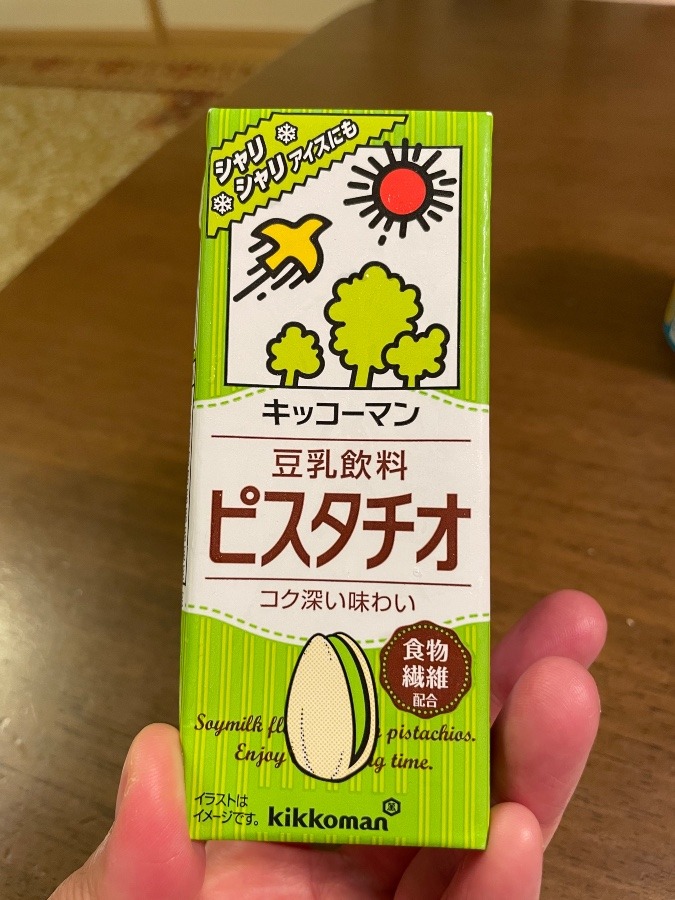 シャリ
シャリ アイスにも
キッコーマン
豆乳飲料
ピスタチオ
コク深い味わい
食物
繊維
配合
Soymilk fl pistachios.
Enjoy g time.
イラストは
イメージです。
kikkoman